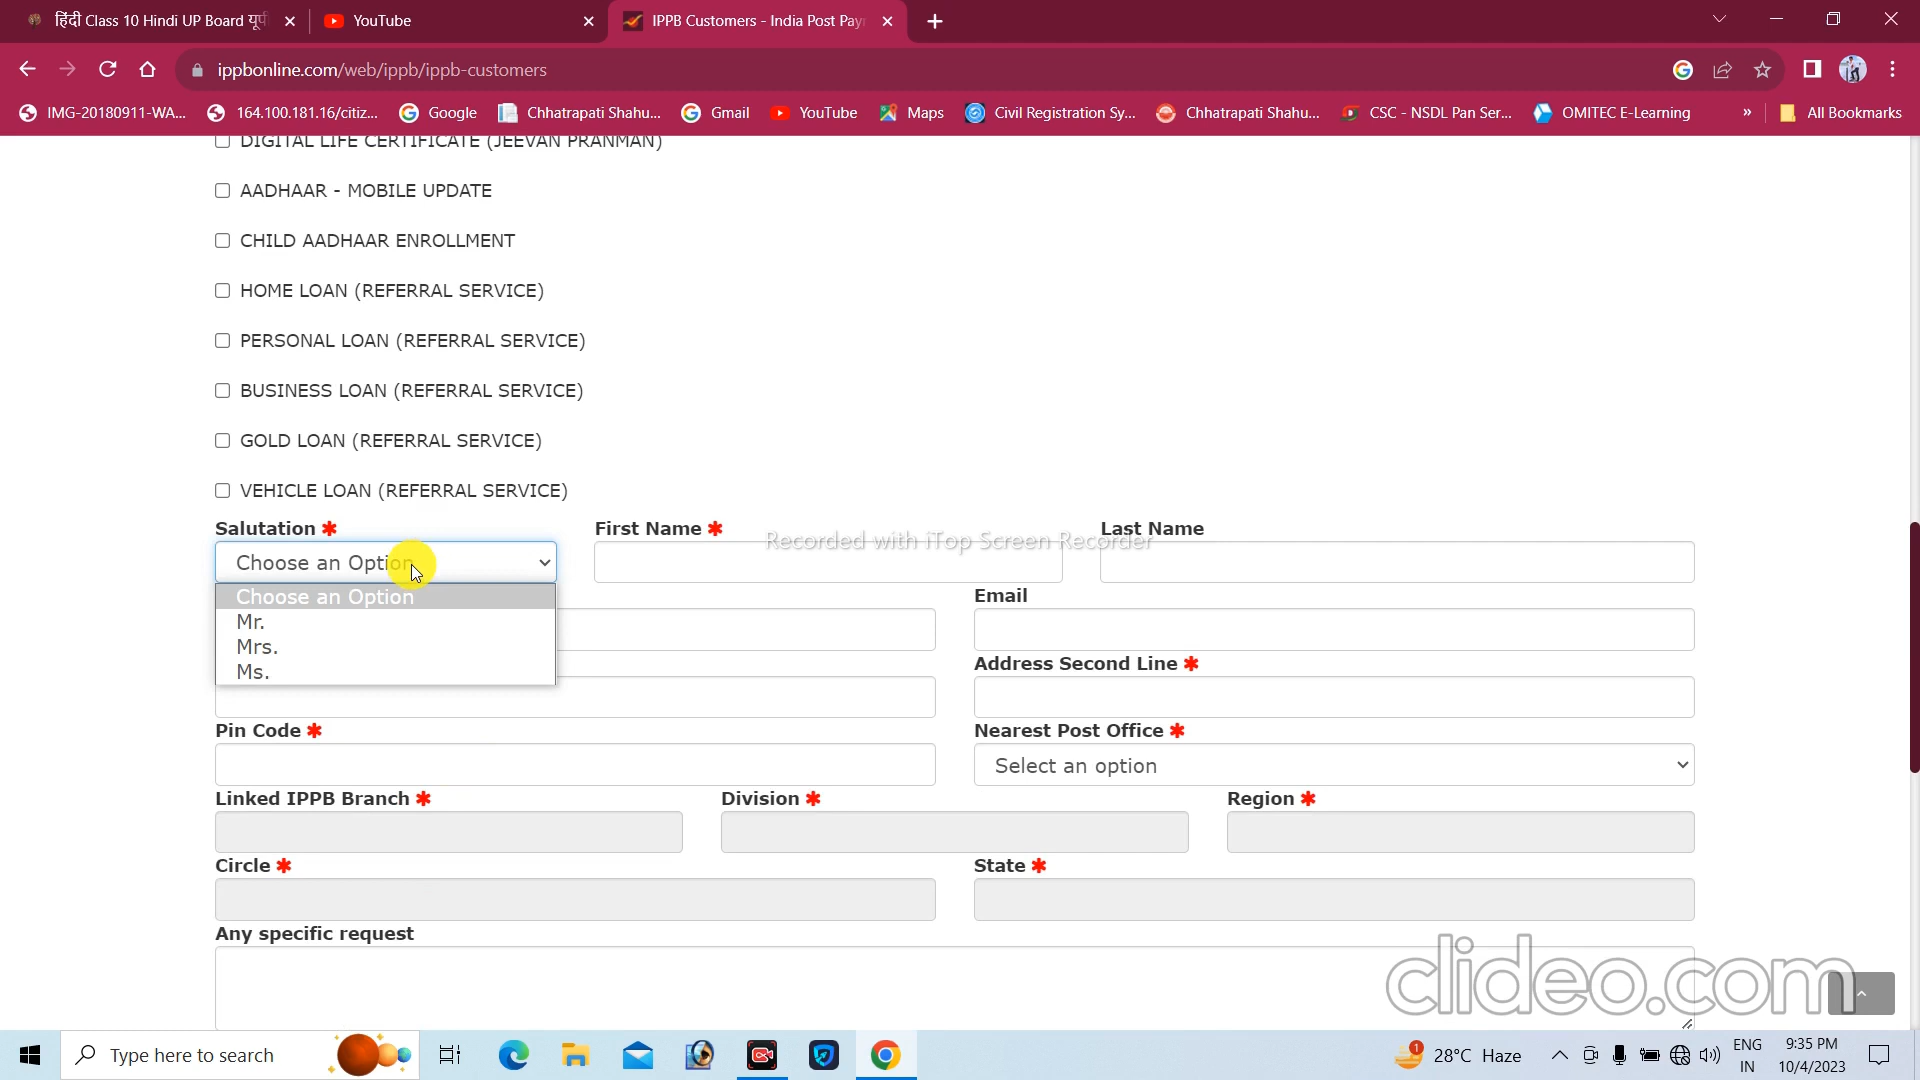 हिंदी Class 10 Hindi UP Board यूपी
YouTube
IPPB Customers - India Post Pay
ippbonline.com/web/ippb/ippb-customers
IMG-20180911-WA...
164.100.181.16/citiz...
Google
Chhatrapati Shahu...
Gmail
YouTube
Maps
Civil Registration Sy...
Chhatrapati Shahu...
CSC - NSDL Pan Ser...
OMITEC E-Learning
»
All Bookmarks
DIGITAL LIFE CERTIFICATE (JEEVAN PRANMAN)
AADHAAR - MOBILE UPDATE
CHILD AADHAAR ENROLLMENT
HOME LOAN (REFERRAL SERVICE)
PERSONAL LOAN (REFERRAL SERVICE)
BUSINESS LOAN (REFERRAL SERVICE)
GOLD LOAN (REFERRAL SERVICE)
VEHICLE LOAN (REFERRAL SERVICE)
Salutation ✱
First Name ✱
Last Name
Recorded with iTop Screen Recorder
Choose an Option
Choose an Option
Mr.
Mrs.
Ms.
Email
Address Second Line ✱
Pin Code ✱
Nearest Post Office ✱
Select an option
Linked IPPB Branch ✱
Division ✱
Region ✱
Circle ✱
State ✱
Any specific request
clideo.com
Type here to search
1
28°C Haze
ENG
IN
9:35 PM
10/4/2023